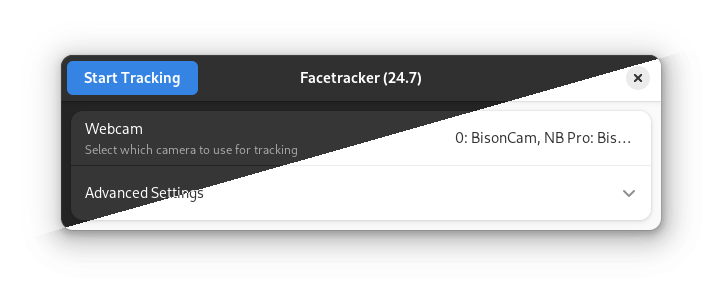 Start Tracking
Facetracker (24.7)
Webcam
Select which camera to use for tracking
0: BisonCam, NB Pro: Bis…
Advanced Settings